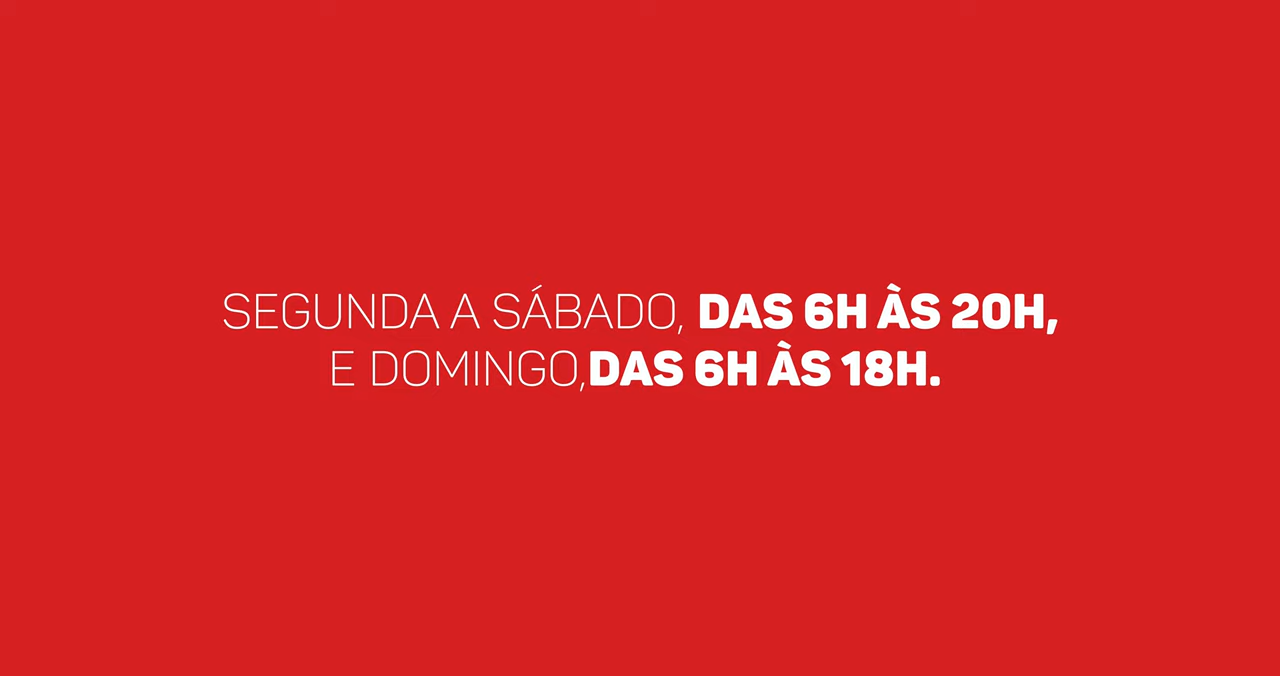 SEGUNDA A SÁBADO, DAS 6H ÀS 20H,
E DOMINGO,DAS 6H ÀS 18H.